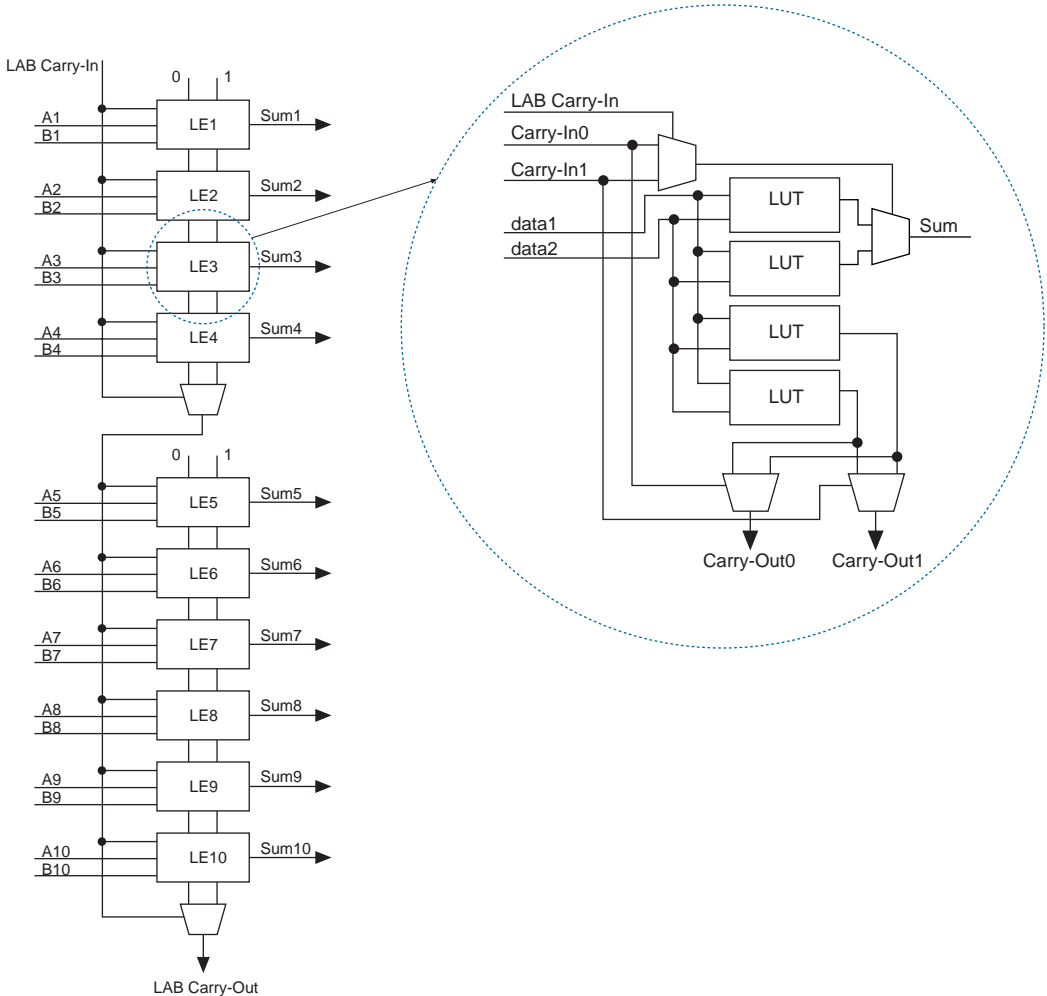 LAB Carry-In
0 1
A1
B1
LE1
Sum1
A2
B2
LE2
Sum2
A3
B3
LE3
Sum3
A4
B4
LE4
Sum4
0 1
A5
B5
LE5
Sum5
A6
B6
LE6
Sum6
A7
B7
LE7
Sum7
A8
B8
LE8
Sum8
A9
B9
LE9
Sum9
A10
B10
LE10
Sum10
LAB Carry-Out
LAB Carry-In
Carry-In0
Carry-In1
data1
data2
LUT
LUT
LUT
LUT
Sum
Carry-Out0
Carry-Out1